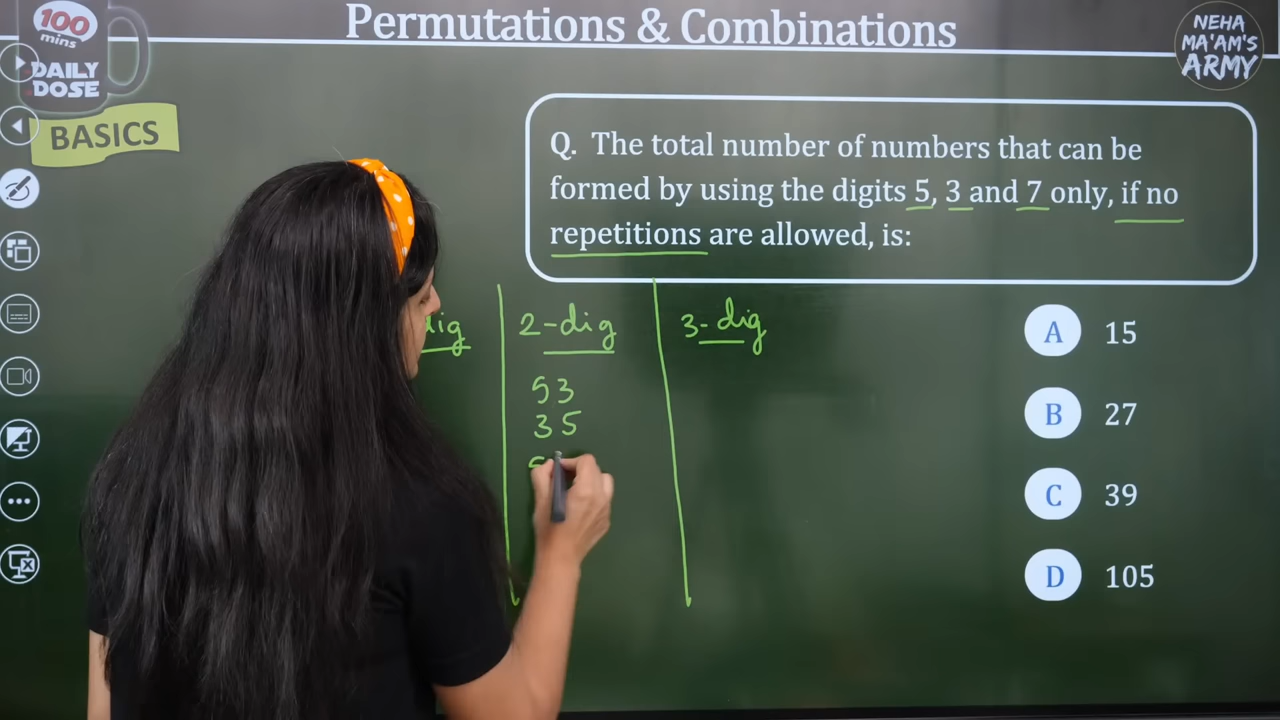 Permutations & Combinations
100
mins
DAILY
DOSE
NEHA
MA'AM'S
ARMY
BASICS
Q. The total number of numbers that can be
formed by using the digits 5, 3 and 7 only, if no
repetitions are allowed, is:
2-dig
3-dig
53
35
A 15
B 27
C 39
D 105